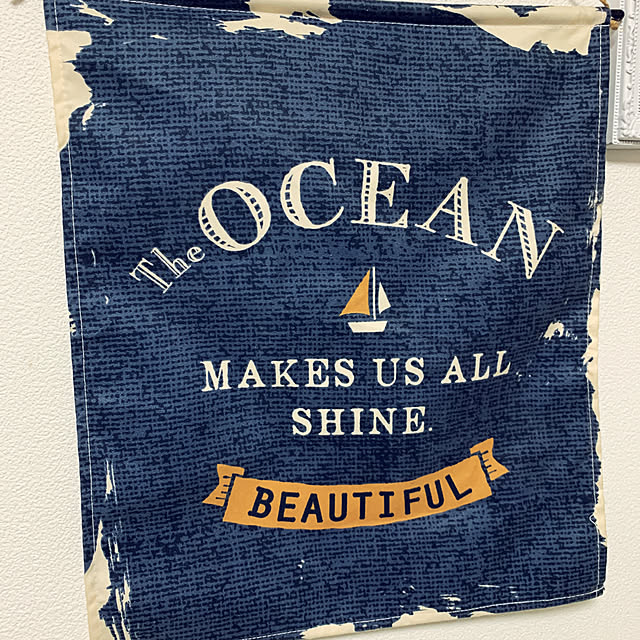 The OCEAN
MAKES US ALL
SHINE.
BEAUTIFUL